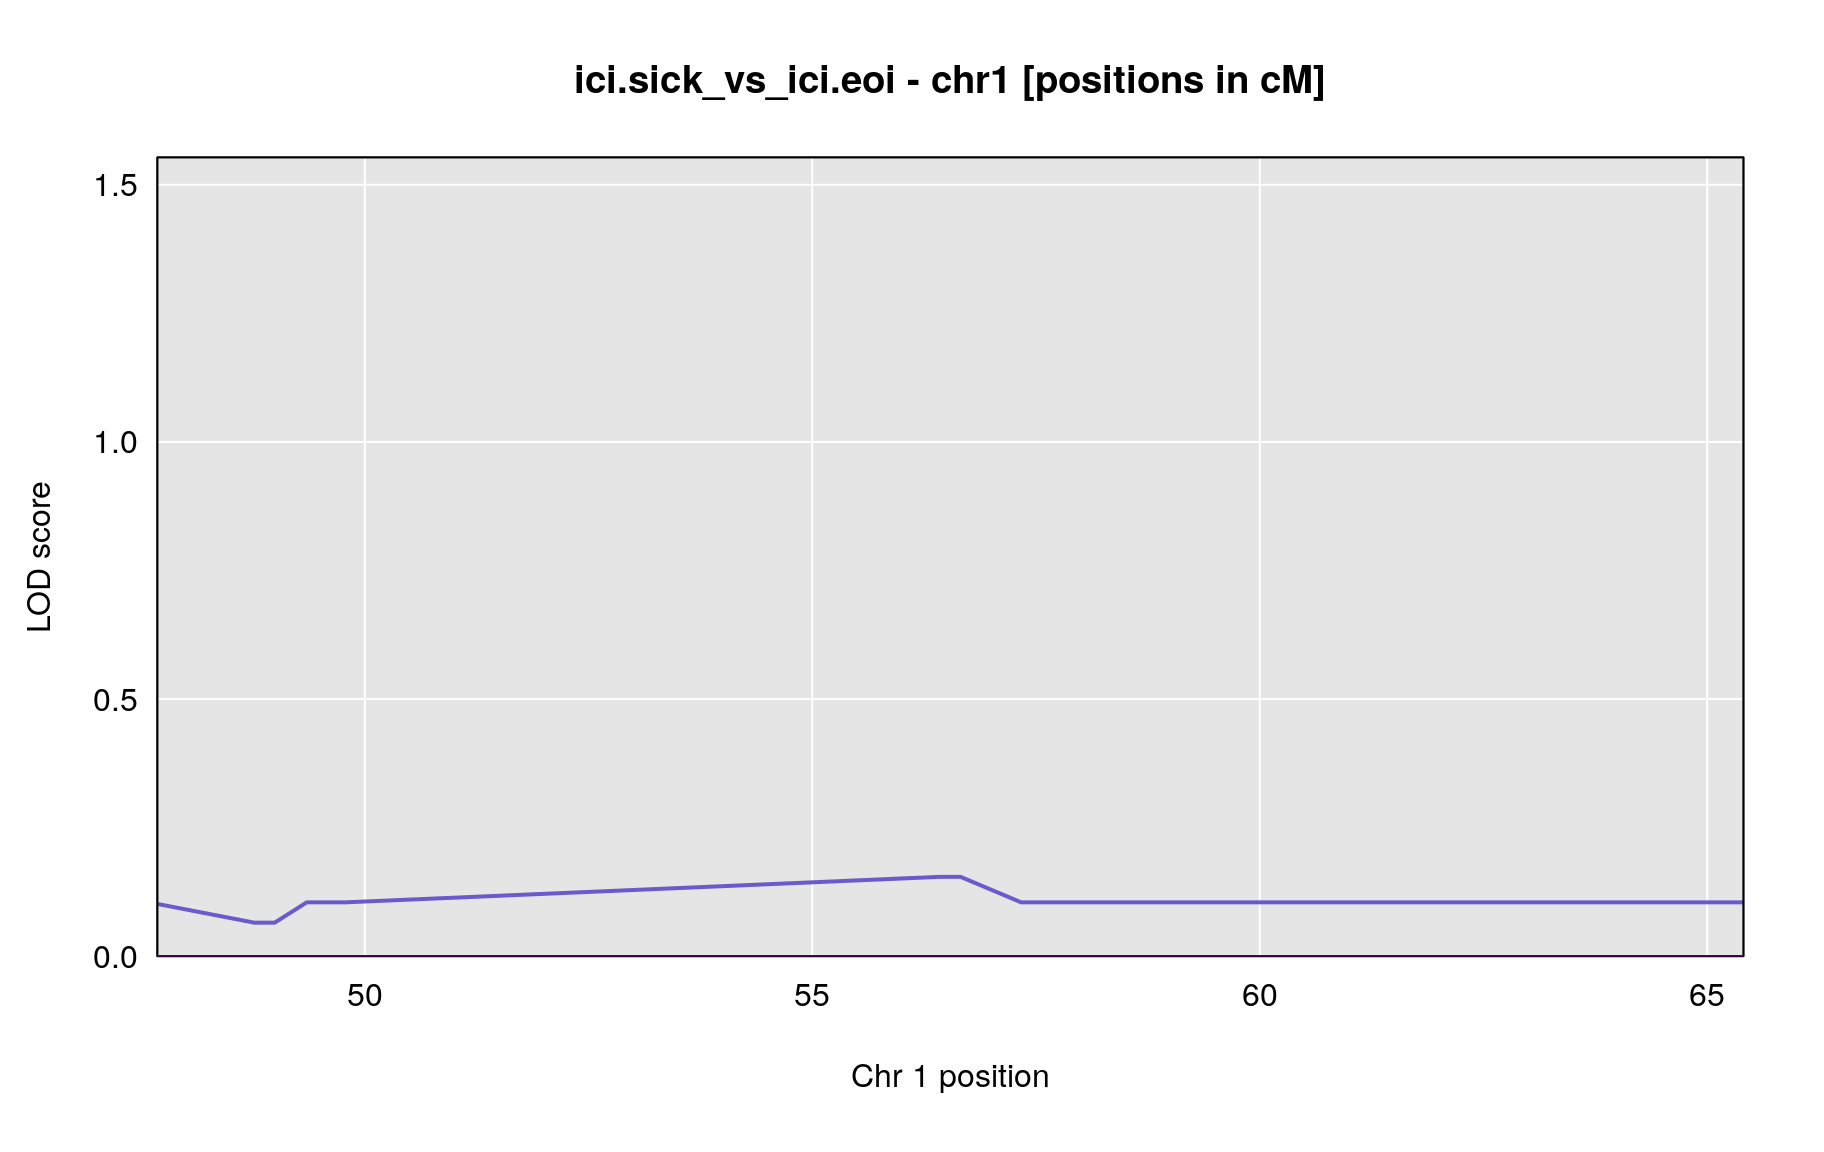 ici.sick_vs_ici.eoi - chr1 [positions in cM]
1.5
1.0
0.5
0.0
LOD score
50 55 60 65
Chr 1 position